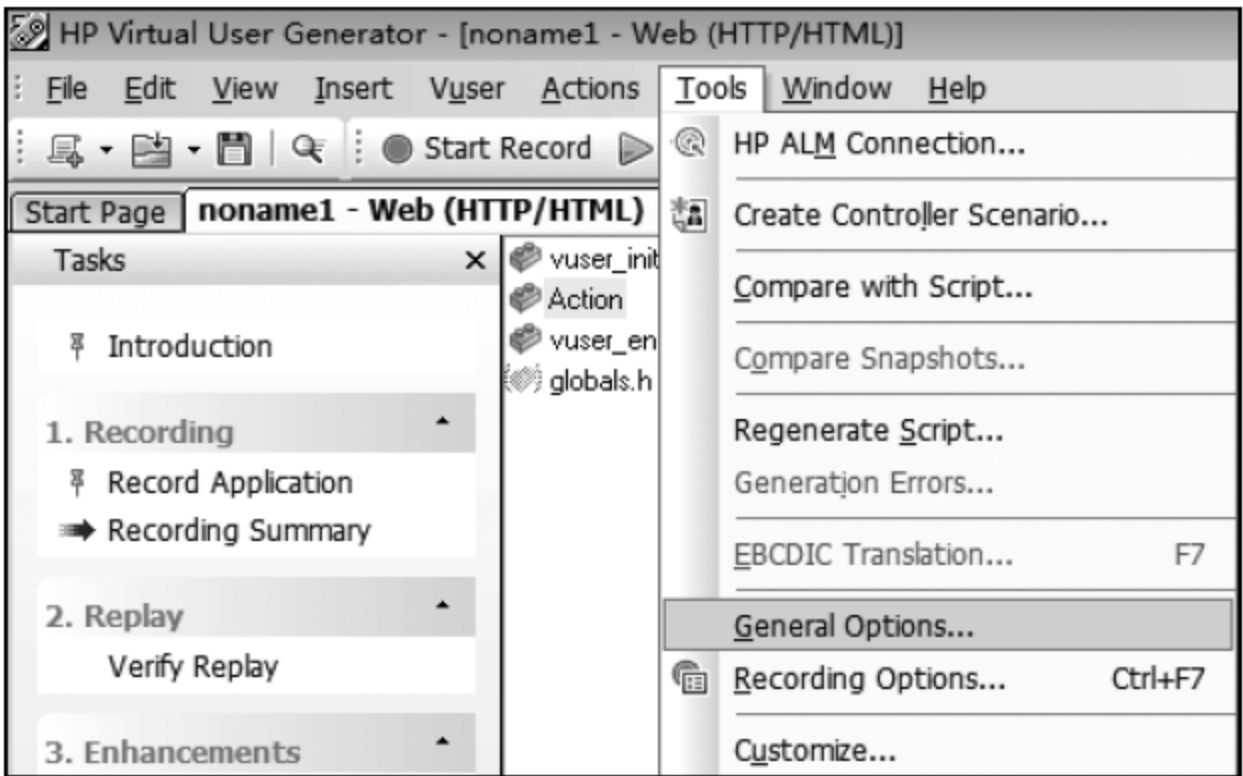 HP Virtual User Generator - [noname1 - Web (HTTP/HTML)]
File Edit View Insert Vuser Actions Tools Window Help
Start Record
Start Page noname1 - Web (HTTP/HTML)
Tasks
Introduction
1. Recording
Record Application
Recording Summary
2. Replay
Verify Replay
3. Enhancements
vuser_init
Action
vuser_en
globals.h
HP ALM Connection...
Create Controller Scenario...
Compare with Script...
Compare Snapshots...
Regenerate Script...
Generation Errors...
EBCDIC Translation... F7
General Options...
Recording Options... Ctrl+F7
Customize...